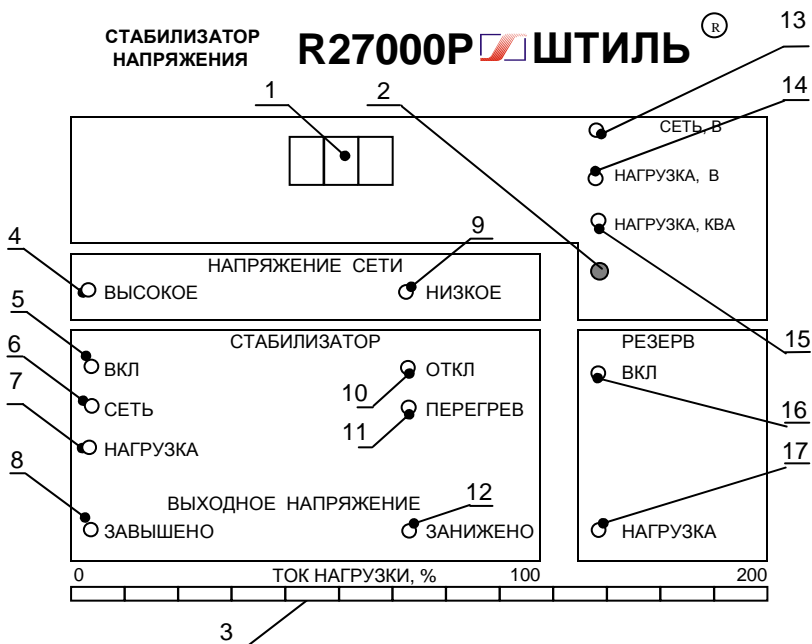 СТАБИЛИЗАТОР
НАПРЯЖЕНИЯ
R27000P ШТИЛЬ R
13
1
2
14
СЕТЬ, В
НАГРУЗКА, В
НАГРУЗКА, КВА
4
9
НАПРЯЖЕНИЕ СЕТИ
ВЫСОКОЕ
НИЗКОЕ
5
СТАБИЛИЗАТОР
РЕЗЕРВ
15
6
ВКЛ
10
ОТКЛ
ВКЛ
7
СЕТЬ
11
ПЕРЕГРЕВ
16
НАГРУЗКА
17
8
ВЫХОДНОЕ НАПРЯЖЕНИЕ
12
ЗАВЫШЕНО
ЗАНИЖЕНО
НАГРУЗКА
0 ТОК НАГРУЗКИ, % 100 200
3